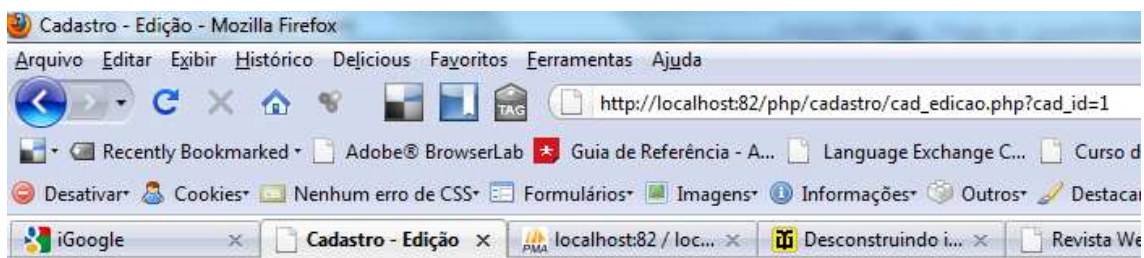 Cadastro - Edição - Mozilla Firefox
Arquivo Editar Exibir Histórico Delicious Favoritos Ferramentas Ajuda
TAG http://localhost:82/php/cadastro/cad_edicao.php?cad_id=1
Recently Bookmarked Adobe® BrowserLab Guia de Referência - A... Language Exchange C... Curso d
Desativar Cookies Nenhum erro de CSS Formulários Imagens Informações Outros Destacar
iGoogle Cadastro - Edição PMA localhost:82 / loc... Desconstruindo i... Revista We